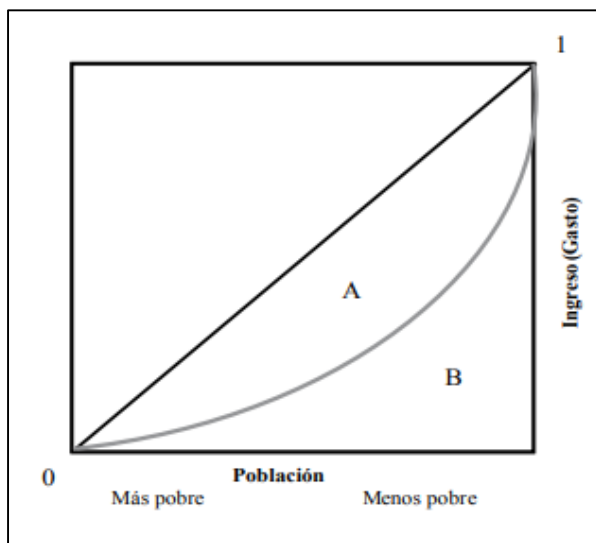 1
Ingreso (Gasto)
A
B
0
Población
Más pobre
Menos pobre